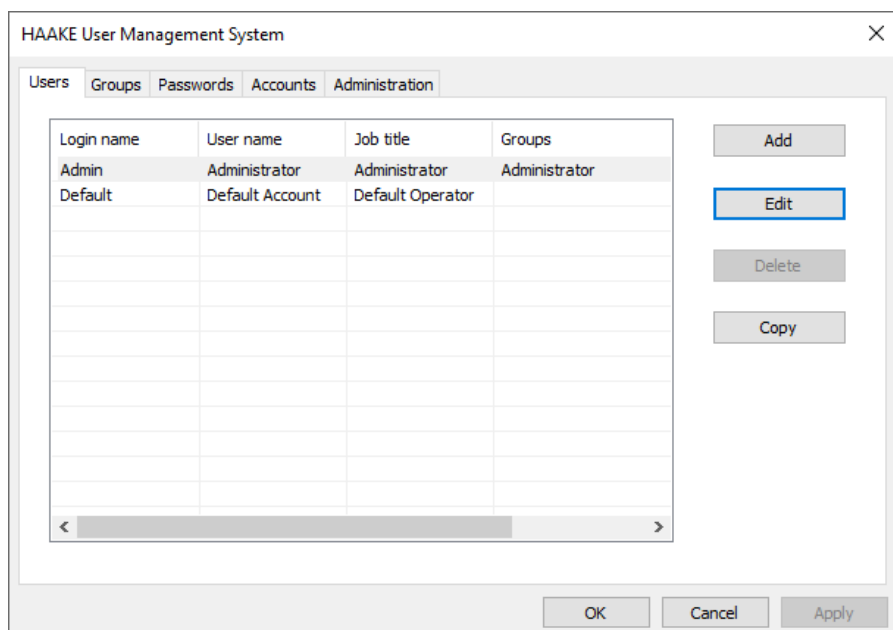 HAAKE User Management System
Users Groups Passwords Accounts Administration
Login name User name Job title Groups
Add
Admin Administrator Administrator Administrator
Default Default Account Default Operator
Edit
Delete
Copy
OK Cancel Apply